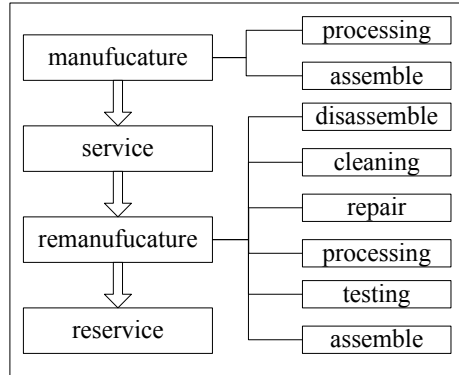 manufucature
processing
assemble
service
remanufucature
disassemble
cleaning
repair
processing
testing
assemble
reservice